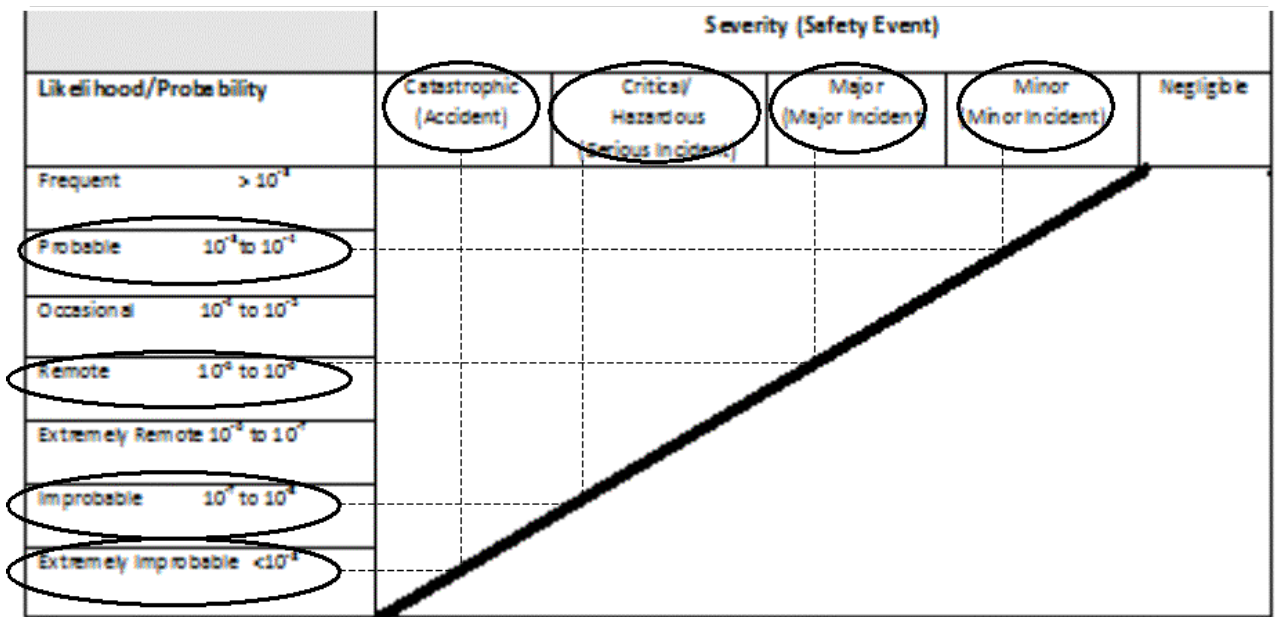 Severity (Safety Event)
Likelihood/Probability
Catastrophic
(Accident)
Critical/
Hazardous
(Serious Incident)
Major
(Major Incident)
Minor
(Minor Incident)
Negligible
Frequent
Probable
Occasional
Remote
Extremely Remote
Improbable
Extremely Improbable